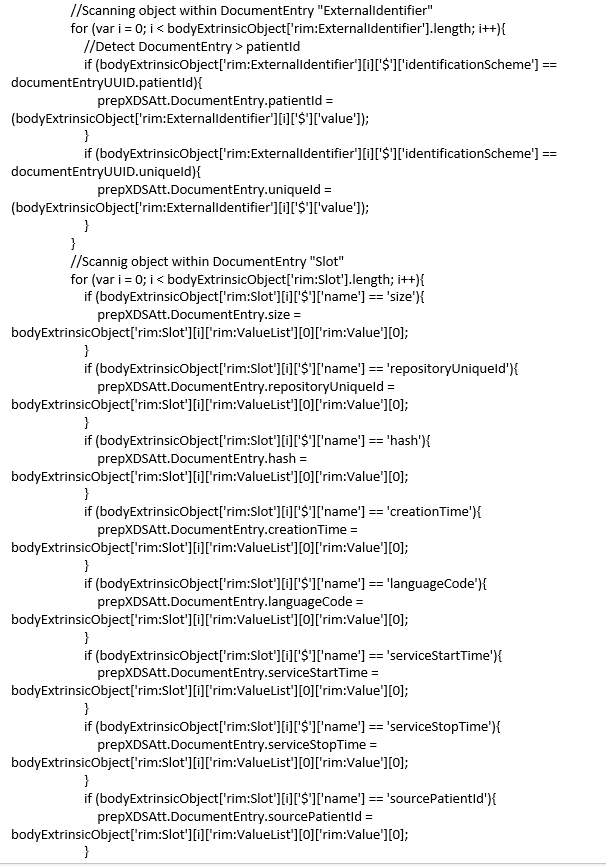 //Scanning object within DocumentEntry "ExternalIdentifier"
for (var i = 0; i < bodyExtrinsicObject['rim:ExternalIdentifier'].length; i++){
//Detect DocumentEntry > patientId
if (bodyExtrinsicObject['rim:ExternalIdentifier'][i]['$']['identificationScheme'] ==
documentEntryUUID.patientId){
prepXDSAtt.DocumentEntry.patientId =
(bodyExtrinsicObject['rim:ExternalIdentifier'][i]['$']['value']);
}
if (bodyExtrinsicObject['rim:ExternalIdentifier'][i]['$']['identificationScheme'] ==
documentEntryUUID.uniqueId){
prepXDSAtt.DocumentEntry.uniqueId =
(bodyExtrinsicObject['rim:ExternalIdentifier'][i]['$']['value']);
}
}
//Scannig object within DocumentEntry "Slot"
for (var i = 0; i < bodyExtrinsicObject['rim:Slot'].length; i++){
if (bodyExtrinsicObject['rim:Slot'][i]['$']['name'] == 'size'){
prepXDSAtt.DocumentEntry.size =
bodyExtrinsicObject['rim:Slot'][i]['rim:ValueList'][0]['rim:Value'][0];
}
if (bodyExtrinsicObject['rim:Slot'][i]['$']['name'] == 'repositoryUniqueId'){
prepXDSAtt.DocumentEntry.repositoryUniqueId =
bodyExtrinsicObject['rim:Slot'][i]['rim:ValueList'][0]['rim:Value'][0];
}
if (bodyExtrinsicObject['rim:Slot'][i]['$']['name'] == 'hash'){
prepXDSAtt.DocumentEntry.hash =
bodyExtrinsicObject['rim:Slot'][i]['rim:ValueList'][0]['rim:Value'][0];
}
if (bodyExtrinsicObject['rim:Slot'][i]['$']['name'] == 'creationTime'){
prepXDSAtt.DocumentEntry.creationTime =
bodyExtrinsicObject['rim:Slot'][i]['rim:ValueList'][0]['rim:Value'][0];
}
if (bodyExtrinsicObject['rim:Slot'][i]['$']['name'] == 'languageCode'){
prepXDSAtt.DocumentEntry.languageCode =
bodyExtrinsicObject['rim:Slot'][i]['rim:ValueList'][0]['rim:Value'][0];
}
if (bodyExtrinsicObject['rim:Slot'][i]['$']['name'] == 'serviceStartTime'){
prepXDSAtt.DocumentEntry.serviceStartTime =
bodyExtrinsicObject['rim:Slot'][i]['rim:ValueList'][0]['rim:Value'][0];
}
if (bodyExtrinsicObject['rim:Slot'][i]['$']['name'] == 'serviceStopTime'){
prepXDSAtt.DocumentEntry.serviceStopTime =
bodyExtrinsicObject['rim:Slot'][i]['rim:ValueList'][0]['rim:Value'][0];
}
if (bodyExtrinsicObject['rim:Slot'][i]['$']['name'] == 'sourcePatientId'){
prepXDSAtt.DocumentEntry.sourcePatientId =
bodyExtrinsicObject['rim:Slot'][i]['rim:ValueList'][0]['rim:Value'][0];
}